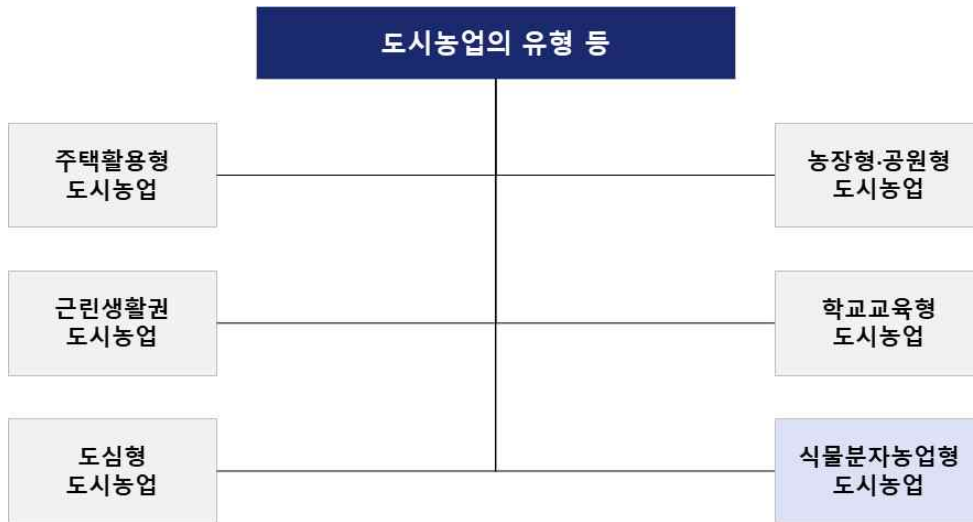 도시농업의 유형 등
주택활용형
도시농업
농장형·공원형
도시농업
근린생활권
도시농업
학교교육형
도시농업
도심형
도시농업
식물분자농업형
도시농업